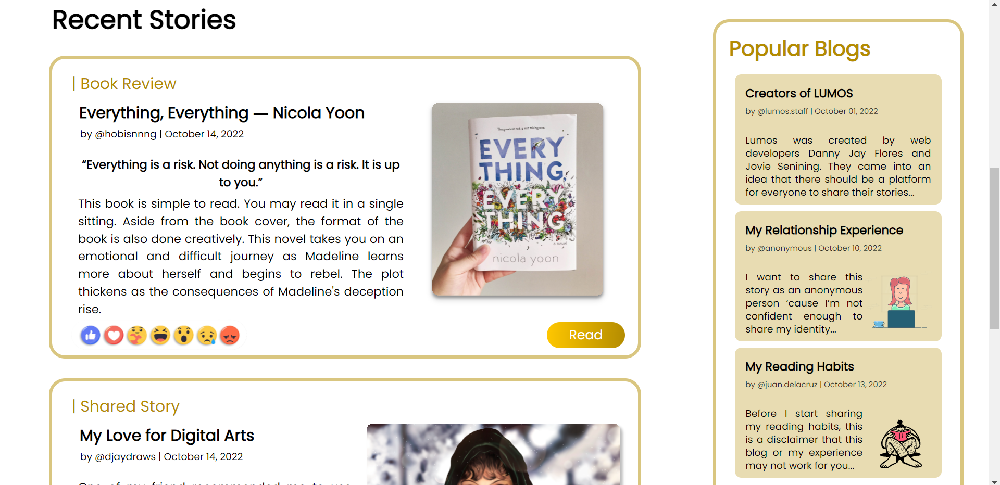 Recent Stories
| Book Review
Everything, Everything — Nicola Yoon
by @hobisnnng | October 14, 2022
“Everything is a risk. Not doing anything is a risk. It is up
to you.”
This book is simple to read. You may read it in a single
sitting. Aside from the book cover, the format of the
book is also done creatively. This novel takes you on an
emotional and difficult journey as Madeline learns
more about herself and begins to rebel. The plot
thickens as the consequences of Madeline's deception
rise.
The greatest risk is not taking one.
EVERY
THING,
EVERY
THING
a novel
nicola yoon
Read
| Shared Story
My Love for Digital Arts
by @djaydraws | October 14, 2022
One of my friend recommended me to use
Popular Blogs
Creators of LUMOS
by @lumos.staff | October 01, 2022
Lumos was created by web
developers Danny Jay Flores and
Jovie Senining. They came into an
idea that there should be a platform
for everyone to share their stories...
My Relationship Experience
by @anonymous | October 10, 2022
I want to share this
story as an anonymous
person ‘cause I’m not
confident enough to
share my identity...
My Reading Habits
by @juan.delacruz | October 13, 2022
Before I start sharing
my reading habits, this
is a disclaimer that this
blog or my experience
may not work for you...